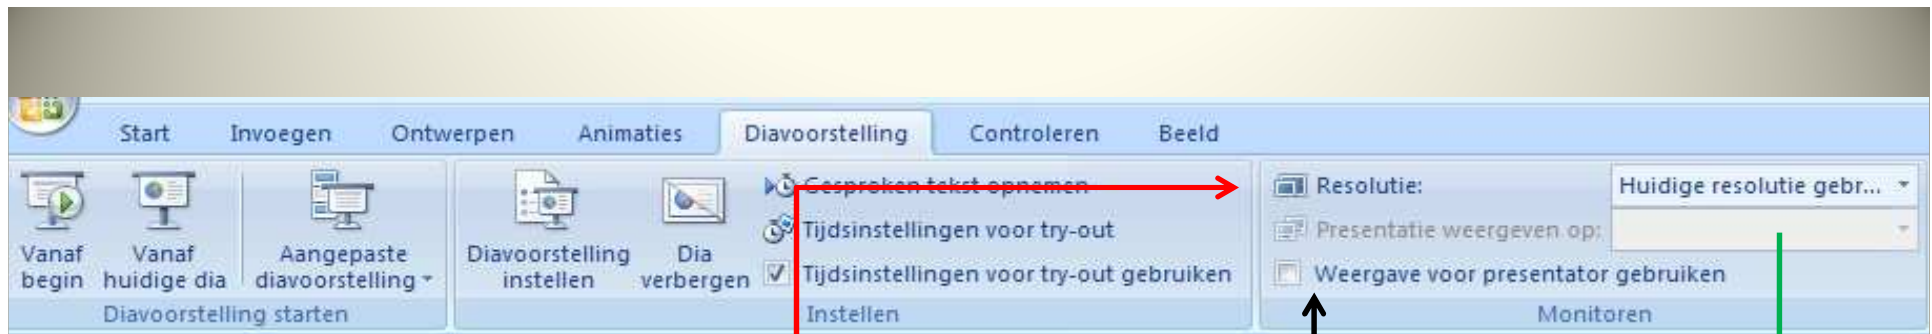 Start Invoegen Ontwerpen Animaties Diavoorstelling Controleren Beeld
Vanaf
begin
Vanaf
huidige dia
Aangepaste
diavoorstelling
Diavoorstelling starten
Diavoorstelling
instellen
Dia
verbergen
Gesproken tekst opnemen
Tijdsinstellingen voor try-out
Tijdsinstellingen voor try-out gebruiken
Instellen
Resolutie: Huidige resolutie gebr...
Presentatie weergeven op:
Weergave voor presentator gebruiken
Monitoren